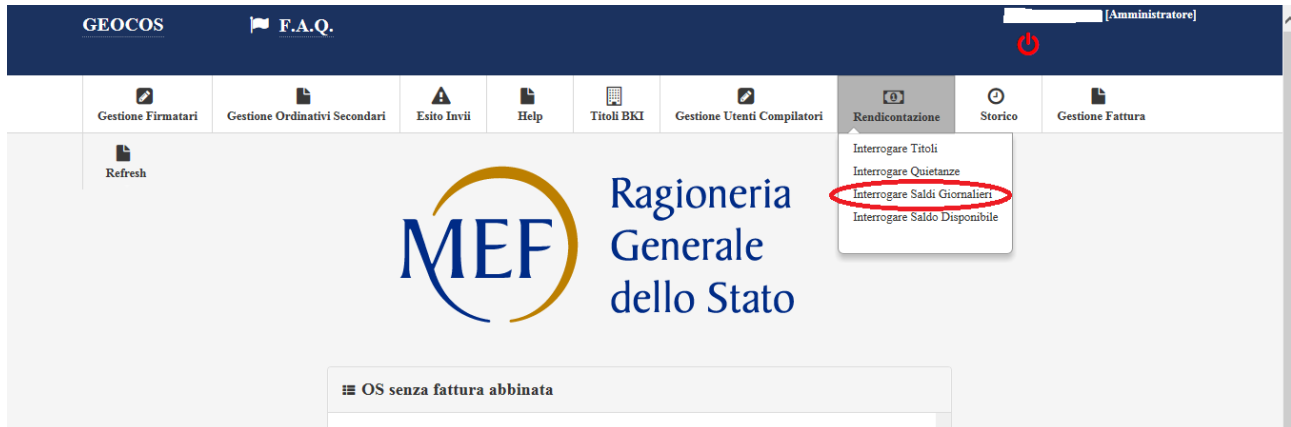 GEOCOS
F.A.Q.
[Amministratore]
Gestione Firmatari
Gestione Ordinativi Secondari
Esito Invii
Help
Titoli BKI
Gestione Utenti Compilatori
Rendicontazione
Storico
Gestione Fattura
Refresh
Interrogare Titoli
Interrogare Quietanze
Interrogare Saldi Giornalieri
Interrogare Saldo Disponibile
MEF
Ragioneria
Generale
dello Stato
OS senza fattura abbinata